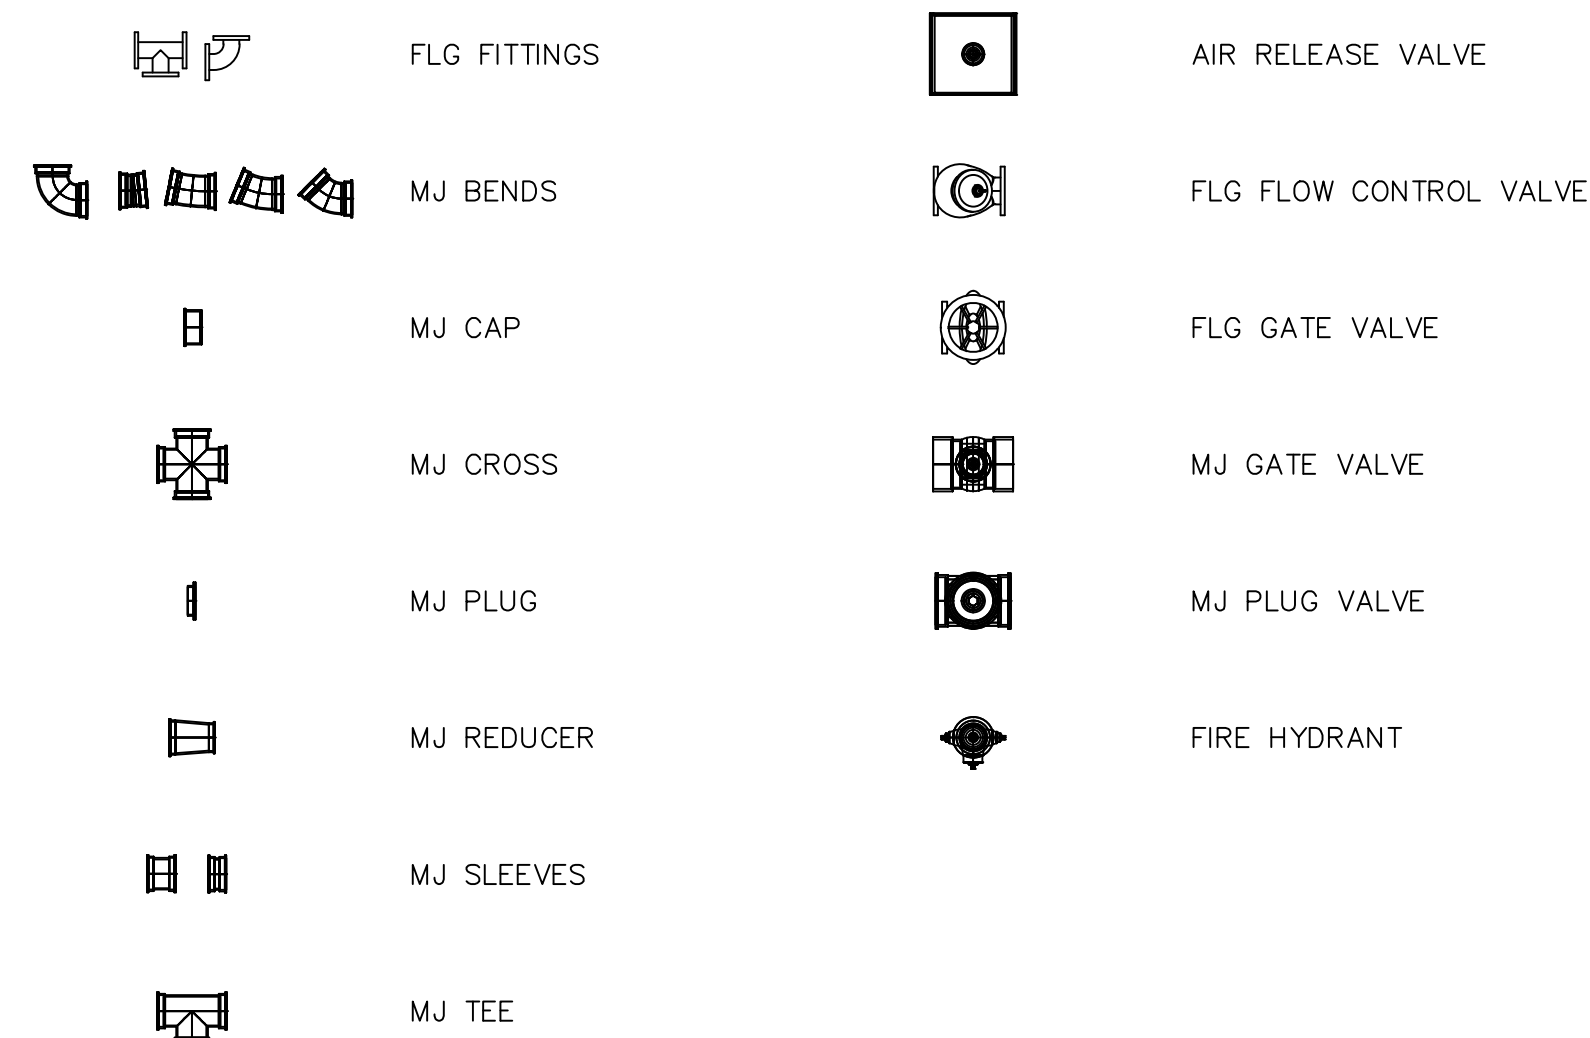 FLG FITTINGS
MJ BENDS
MJ CAP
MJ CROSS
MJ PLUG
MJ REDUCER
MJ SLEEVES
MJ TEE
AIR RELEASE VALVE
FLG FLOW CONTROL VALVE
FLG GATE VALVE
MJ GATE VALVE
MJ PLUG VALVE
FIRE HYDRANT